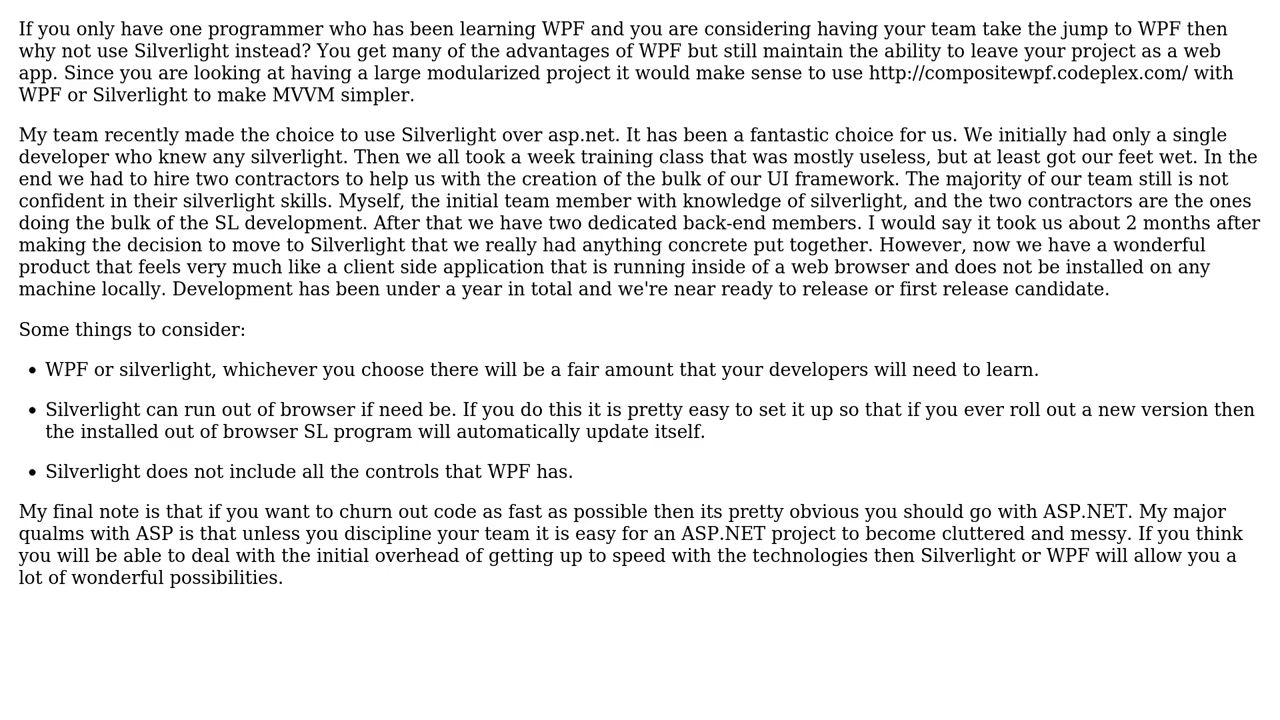 If you only have one programmer who has been learning WPF and you are considering having your team take the jump to WPF then
why not use Silverlight instead? You get many of the advantages of WPF but still maintain the ability to leave your project as a web
app. Since you are looking at having a large modularized project it would make sense to use http://compositewpf.codeplex.com/ with
WPF or Silverlight to make MVVM simpler.
My team recently made the choice to use Silverlight over asp.net. It has been a fantastic choice for us. We initially had only a single
developer who knew any silverlight. Then we all took a week training class that was mostly useless, but at least got our feet wet. In the
end we had to hire two contractors to help us with the creation of the bulk of our UI framework. The majority of our team still is not
confident in their silverlight skills. Myself, the initial team member with knowledge of silverlight, and the two contractors are the ones
doing the bulk of the SL development. After that we have two dedicated back-end members. I would say it took us about 2 months after
making the decision to move to Silverlight that we really had anything concrete put together. However, now we have a wonderful
product that feels very much like a client side application that is running inside of a web browser and does not be installed on any
machine locally. Development has been under a year in total and we're near ready to release or first release candidate.
Some things to consider:
• WPF or silverlight, whichever you choose there will be a fair amount that your developers will need to learn.
• Silverlight can run out of browser if need be. If you do this it is pretty easy to set it up so that if you ever roll out a new version then
the installed out of browser SL program will automatically update itself.
• Silverlight does not include all the controls that WPF has.
My final note is that if you want to churn out code as fast as possible then its pretty obvious you should go with ASP.NET. My major
qualms with ASP is that unless you discipline your team it is easy for an ASP.NET project to become cluttered and messy. If you think
you will be able to deal with the initial overhead of getting up to speed with the technologies then Silverlight or WPF will allow you a
lot of wonderful possibilities.